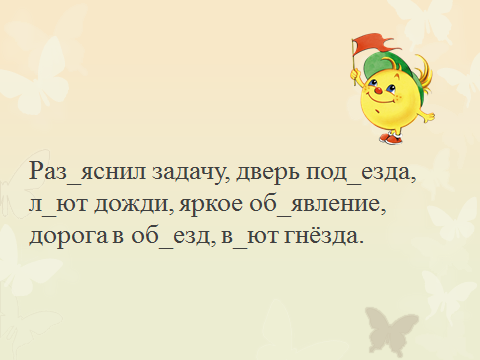 Раз_яснил задачу, дверь под_езда,
л_ют дожди, яркое об_явление,
дорога в об_езд, в_ют гнёзда.